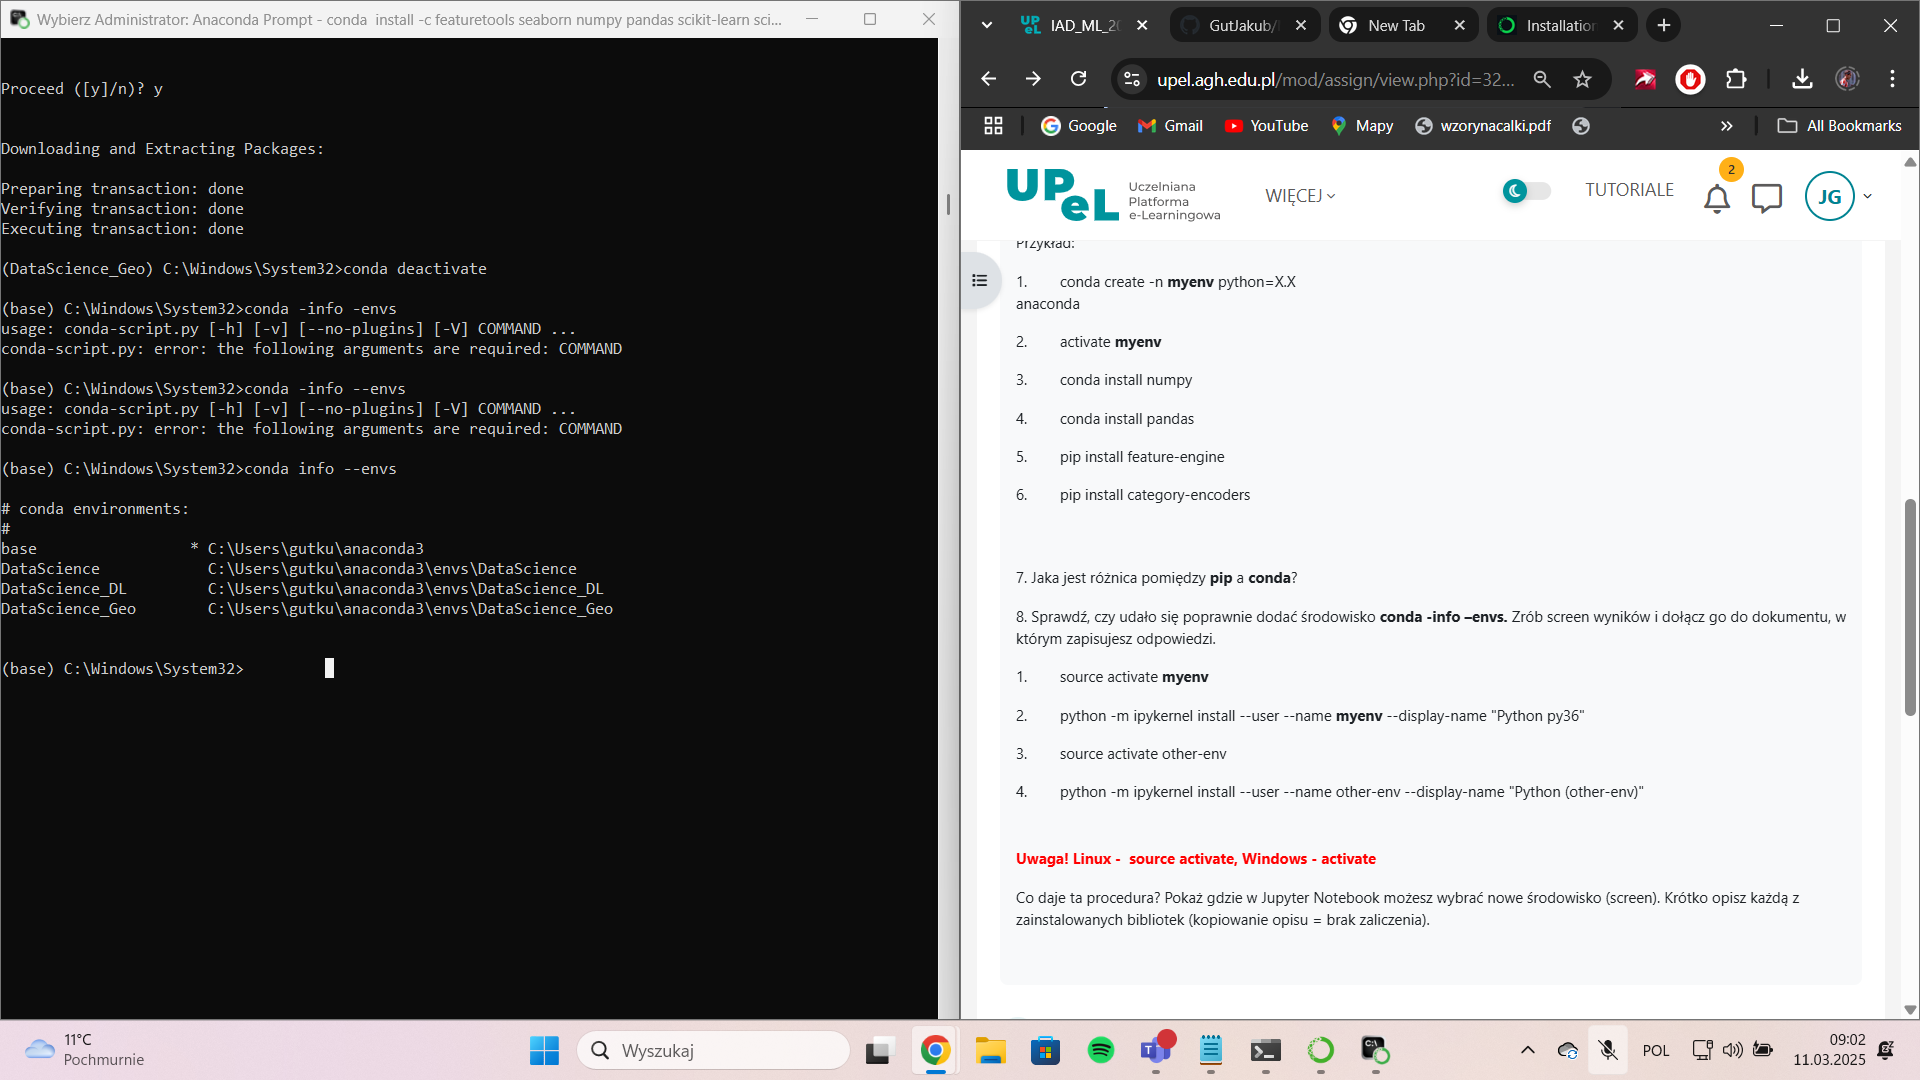 Wybierz Administrator: Anaconda Prompt - conda  install -c featuretools seaborn numpy pandas scikit-learn sci...
Proceed ([y]/n)? y
Downloading and Extracting Packages:
Preparing transaction: done
Verifying transaction: done
Executing transaction: done
(DataScience_Geo) C:\Windows\System32>conda deactivate
(base) C:\Windows\System32>conda -info -envs
usage: conda-script.py [-h] [-v] [--no-plugins] [-V] COMMAND ...
conda-script.py: error: the following arguments are required: COMMAND
(base) C:\Windows\System32>conda -info --envs
usage: conda-script.py [-h] [-v] [--no-plugins] [-V] COMMAND ...
conda-script.py: error: the following arguments are required: COMMAND
(base) C:\Windows\System32>conda info --envs
# conda environments:
#
base                 * C:\Users\gutku\anaconda3
DataScience            C:\Users\gutku\anaconda3\envs\DataScience
DataScience_DL         C:\Users\gutku\anaconda3\envs\DataScience_DL
DataScience_Geo        C:\Users\gutku\anaconda3\envs\DataScience_Geo
(base) C:\Windows\System32>
IAD_ML_20
GutJakub/
New Tab
Installation
upel.agh.edu.pl/mod/assign/view.php?id=32...
Google
Gmail
YouTube
Mapy
wzorynacalki.pdf
All Bookmarks
UPeL
Uczelniana
Platforma
e-Learningowa
WIĘCEJ
TUTORIALE
2
JG
Przykład:
1. conda create -n myenv python=X.X
anaconda
2. activate myenv
3. conda install numpy
4. conda install pandas
5. pip install feature-engine
6. pip install category-encoders
7. Jaka jest różnica pomiędzy pip a conda?
8. Sprawdź, czy udało się poprawnie dodać środowisko conda -info –envs. Zrób screen wyników i dołącz go do dokumentu, w
którym zapisujesz odpowiedzi.
1. source activate myenv
2. python -m ipykernel install --user --name myenv --display-name "Python py36"
3. source activate other-env
4. python -m ipykernel install --user --name other-env --display-name "Python (other-env)"
Uwaga! Linux -  source activate, Windows - activate
Co daje ta procedura? Pokaż gdzie w Jupyter Notebook możesz wybrać nowe środowisko (screen). Krótko opisz każdą z
zainstalowanych bibliotek (kopiowanie opisu = brak zaliczenia).
11°C
Pochmurnie
Wyszukaj
POL
09:02
11.03.2025